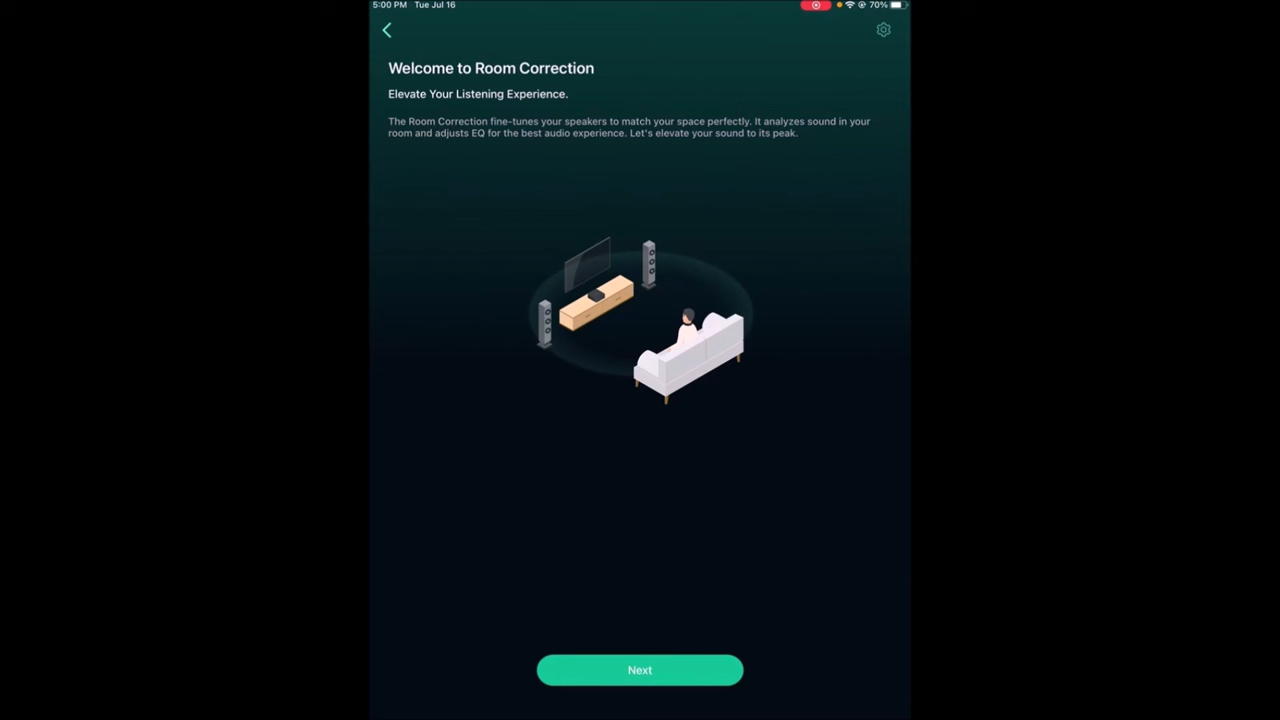 5:00 PM Tue Jul 16 70%
Welcome to Room Correction
Elevate Your Listening Experience.
The Room Correction fine-tunes your speakers to match your space perfectly. It analyzes sound in your
room and adjusts EQ for the best audio experience. Let's elevate your sound to its peak.
Next